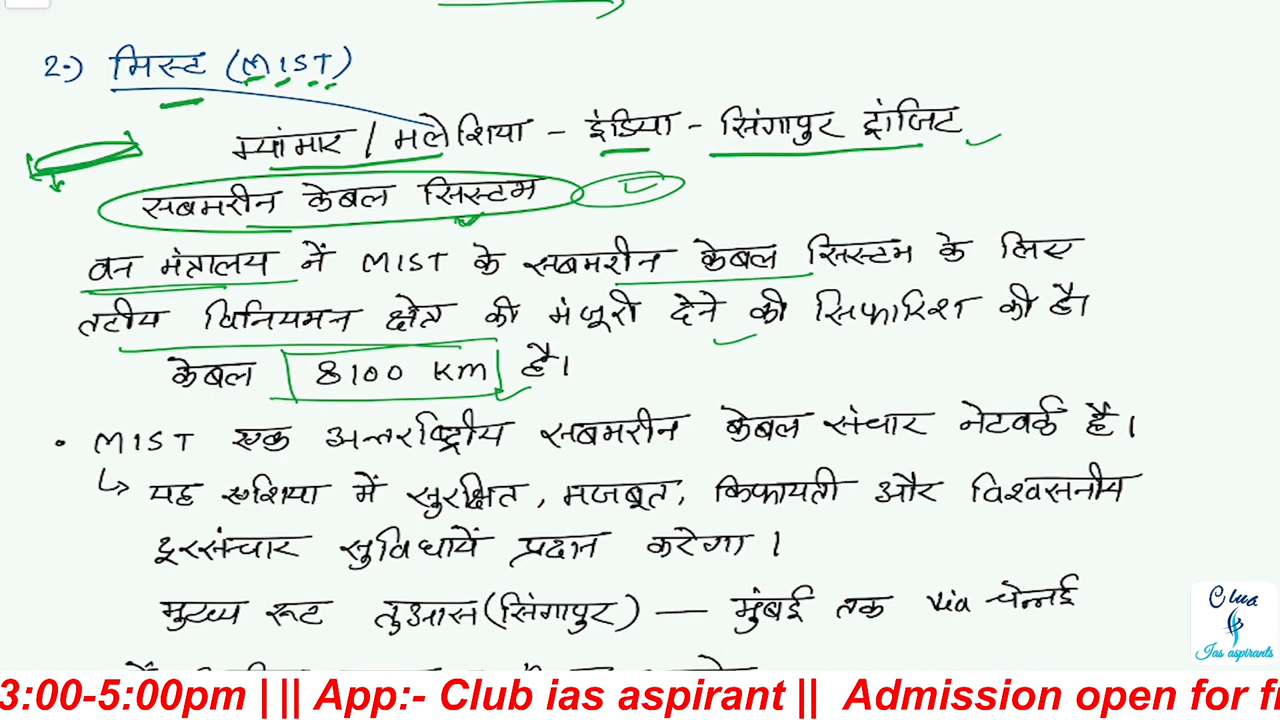 2.) मिस्ट (MIST)
म्यांमार / मलेशिया - इंडिया - सिंगापुर ट्रांजिट
सबमरीन केबल सिस्टम
वन मंत्रालय में MIST के सबमरीन केबल सिस्टम के लिए
तटीय विनियमन क्षेत्र की मंजूरी देने की सिफारिश की है।
केबल 8100 KM है।
• MIST एक अन्तर्राष्ट्रीय सबमरीन केबल संचार नेटवर्क है।
↳ यह एशिया में सुरक्षित, मजबूत, किफायती और विश्वसनीय
दूरसंचार सुविधायें प्रदान करेगा।
मुख्य रूट तुआस (सिंगापुर) — मुंबई तक via चेन्नई
Club
Ias aspirants
3:00-5:00pm | || App:- Club ias aspirant || Admission open for